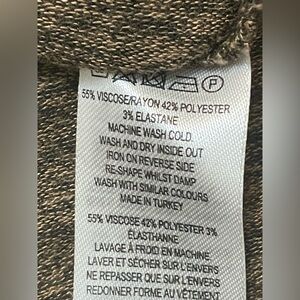 P
55% VISCOSE/RAYON 42% POLYESTER
3% ELASTANE
MACHINE WASH COLD.
WASH AND DRY INSIDE OUT
IRON ON REVERSE SIDE
RE-SHAPE WHILST DAMP
WASH WITH SIMILAR COLOURS
MADE IN TURKEY
55% VISCOSE 42% POLYESTER 3%
ÉLASTHANNE
LAVAGE À FROID EN MACHINE.
LAVER ET SÉCHER SUR L'ENVERS
NE REPASSER QUE SUR L'ENVERS
REDONNER FORME AU VÊTEMENT